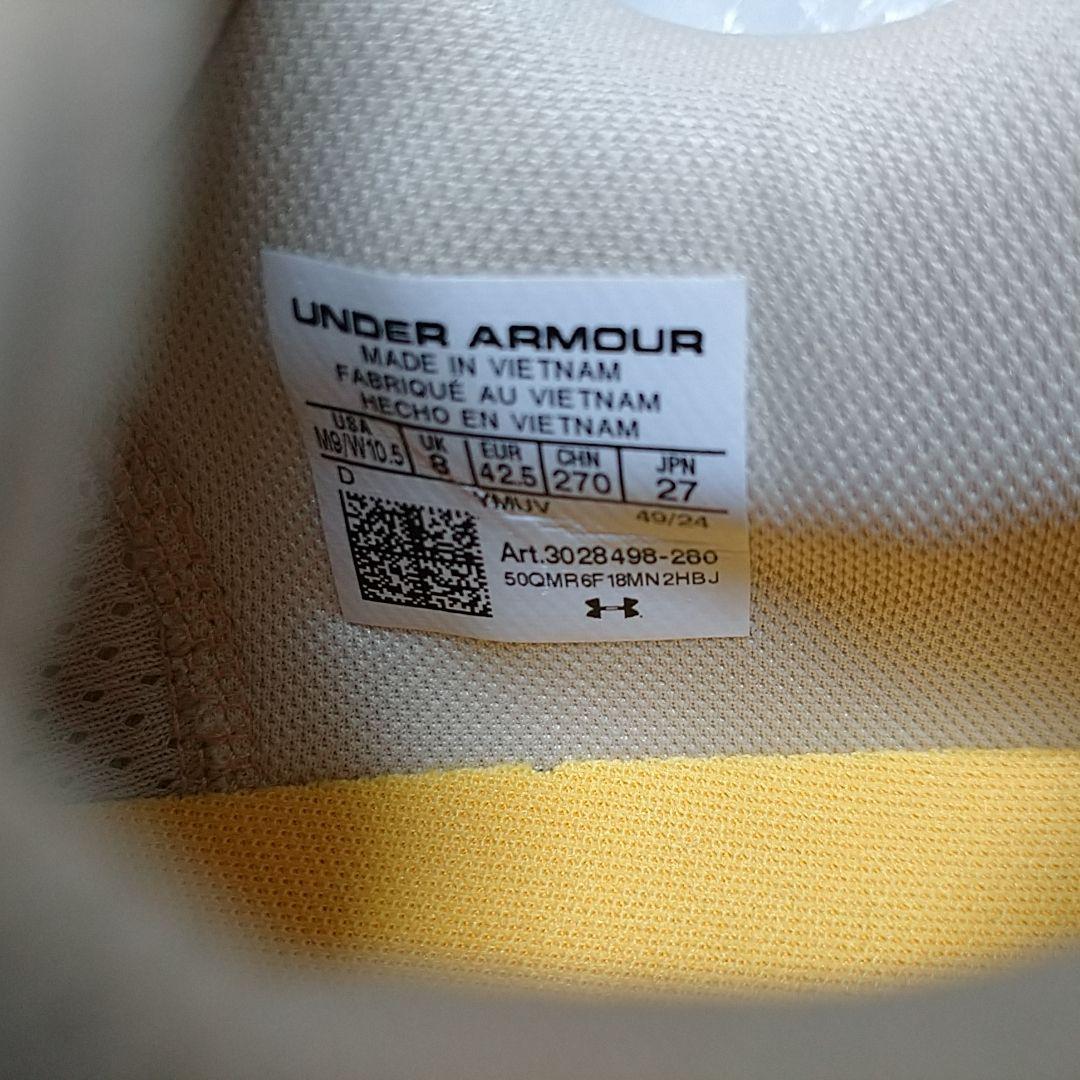 UNDER ARMOUR
MADE IN VIETNAM
FABRIQUÉ AU VIETNAM
HECHO EN VIETNAM
USA UK EUR CHN JPN
M9/W10.5 8 42.5 270 27
D YMUV 49/24
Art.3028498-280
50QMR6F18MN2HBJ